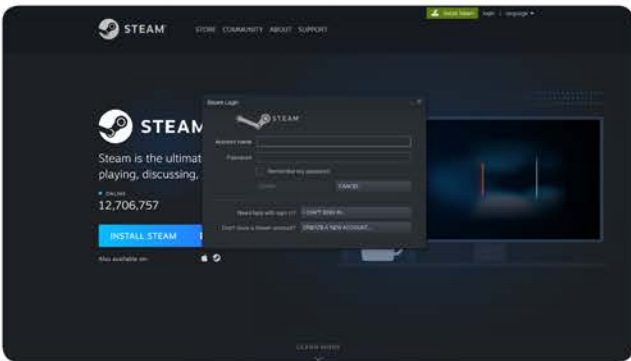 STEAM
STORE COMMUNITY ABOUT SUPPORT
Install Steam login | language
STEAM
Steam is the ultimat
playing, discussing,
ONLINE
12,706,757
INSTALL STEAM
Also available on:
Steam Login
STEAM
Account name
Password
Remember my password
LOGIN
CANCEL
Need help with sign in?
I CAN'T SIGN IN...
Don't have a Steam account?
CREATE A NEW ACCOUNT...
LEARN MORE